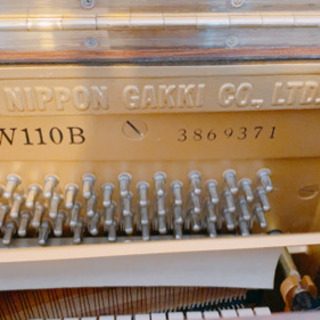 NIPPON GAKKI CO., LTD.
W110B 3869371